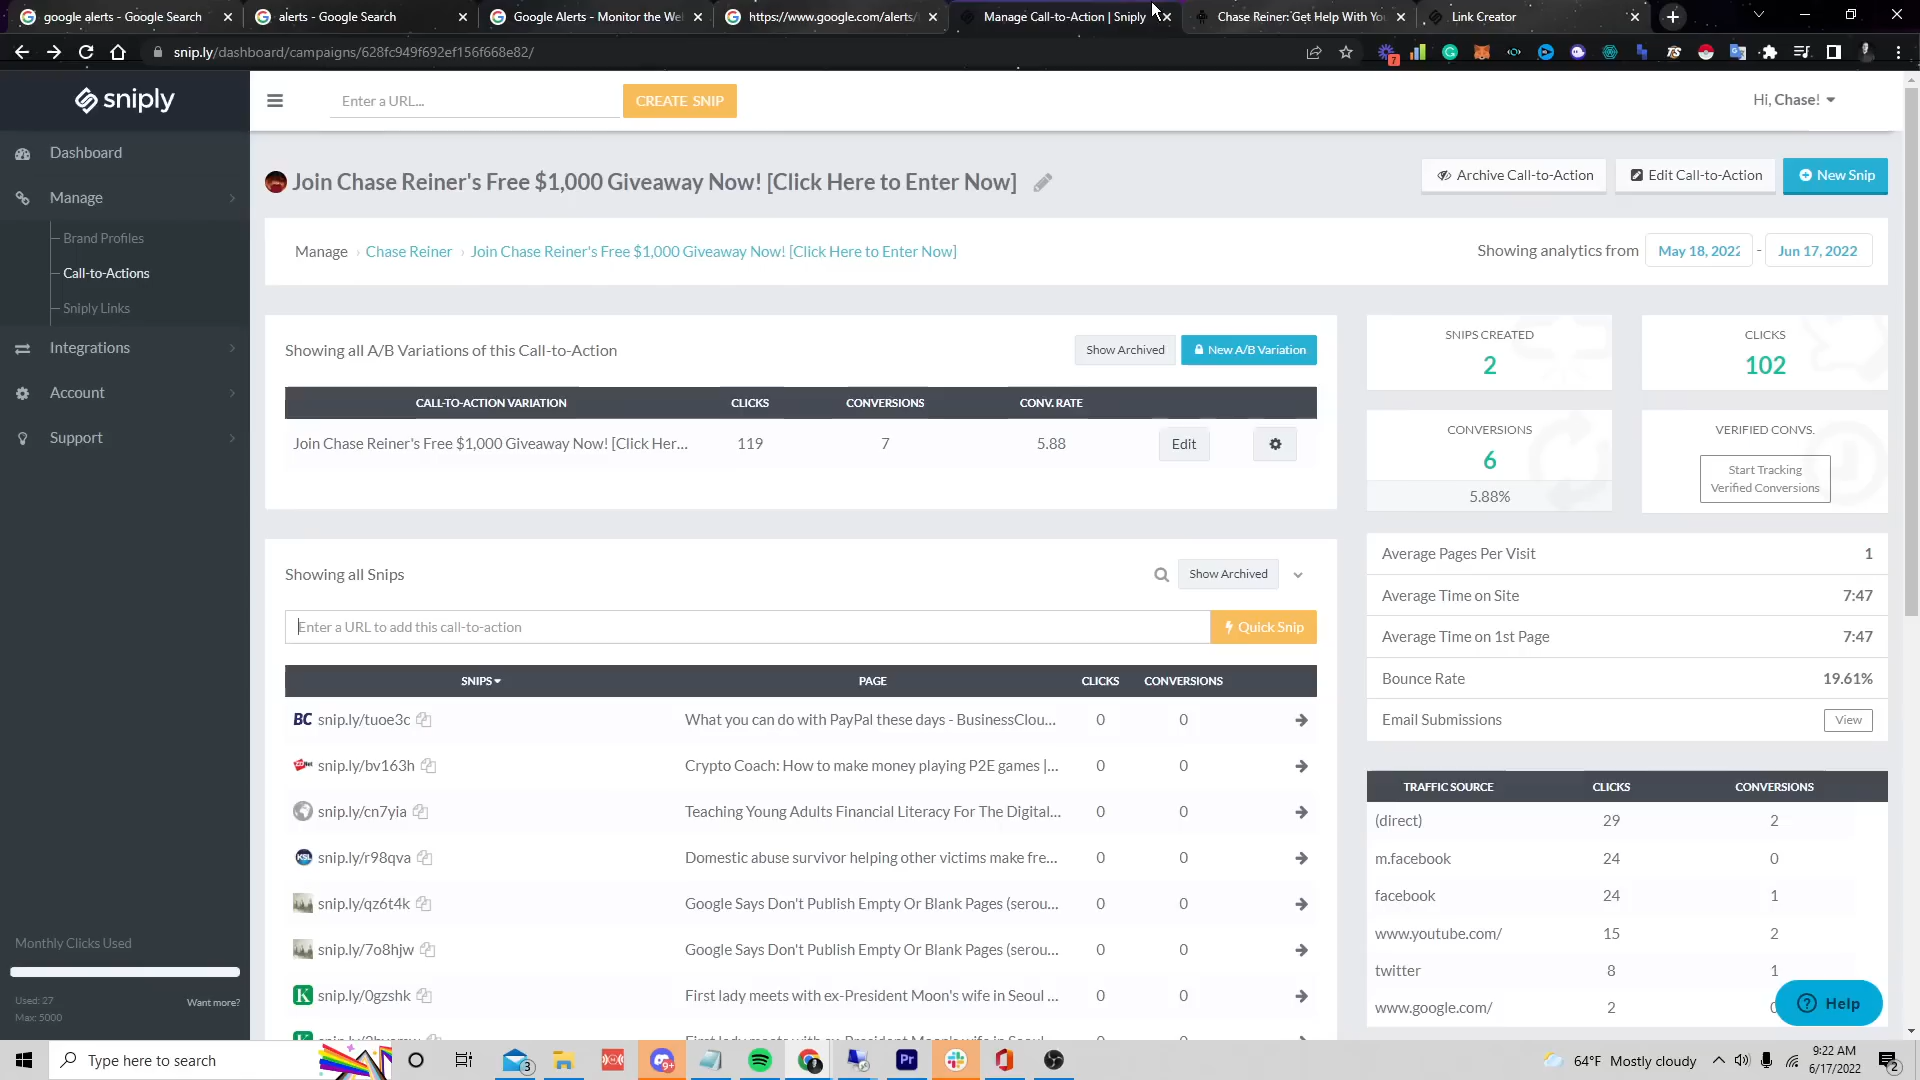 google alerts - Google Search
alerts - Google Search
Google Alerts - Monitor the We
https://www.google.com/alerts/
Manage Call-to-Action | Sniply
Chase Reiner: Get Help With Yo
Link Creator
snip.ly/dashboard/campaigns/628fc949f692ef156f668e82/
7
sniply
Enter a URL...
CREATE SNIP
Hi, Chase!
Dashboard
Manage
Brand Profiles
Call-to-Actions
Sniply Links
Integrations
Account
Support
Monthly Clicks Used
Used: 27
Max: 5000
Want more?
Join Chase Reiner's Free $1,000 Giveaway Now! [Click Here to Enter Now]
Archive Call-to-Action
Edit Call-to-Action
New Snip
Manage › Chase Reiner › Join Chase Reiner's Free $1,000 Giveaway Now! [Click Here to Enter Now]
Showing analytics from May 18, 2022 - Jun 17, 2022
Showing all A/B Variations of this Call-to-Action
Show Archived
New A/B Variation
CALL-TO-ACTION VARIATION CLICKS CONVERSIONS CONV. RATE
Join Chase Reiner's Free $1,000 Giveaway Now! [Click Her... 119 7 5.88 Edit
Showing all Snips
Show Archived
Enter a URL to add this call-to-action
Quick Snip
SNIPS PAGE CLICKS CONVERSIONS
BC snip.ly/tuoe3c What you can do with PayPal these days - BusinessClou... 0 0
snip.ly/bv163h Crypto Coach: How to make money playing P2E games |... 0 0
snip.ly/cn7yia Teaching Young Adults Financial Literacy For The Digital... 0 0
KSL snip.ly/r98qva Domestic abuse survivor helping other victims make fre... 0 0
snip.ly/qz6t4k Google Says Don't Publish Empty Or Blank Pages (serou... 0 0
snip.ly/7o8hjw Google Says Don't Publish Empty Or Blank Pages (serou... 0 0
K snip.ly/0gzshk First lady meets with ex-President Moon's wife in Seoul ... 0 0
SNIPS CREATED
2
CLICKS
102
CONVERSIONS
6
5.88%
VERIFIED CONVS.
Start Tracking
Verified Conversions
Average Pages Per Visit 1
Average Time on Site 7:47
Average Time on 1st Page 7:47
Bounce Rate 19.61%
Email Submissions View
TRAFFIC SOURCE CLICKS CONVERSIONS
(direct) 29 2
m.facebook 24 0
facebook 24 1
www.youtube.com/ 15 2
twitter 8 1
www.google.com/ 2
Help
Type here to search
3
9+
Pr
64°F Mostly cloudy
9:22 AM
6/17/2022
2